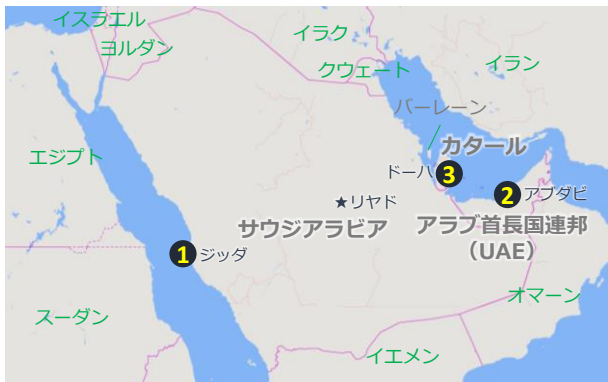 イスラエル
ヨルダン
イラク
クウェート
イラン
バーレーン
エジプト
カタール
ドーハ
3
2
アブダビ
★リヤド
サウジアラビア
アラブ首長国連邦
（UAE）
1
ジッダ
オマーン
スーダン
イエメン